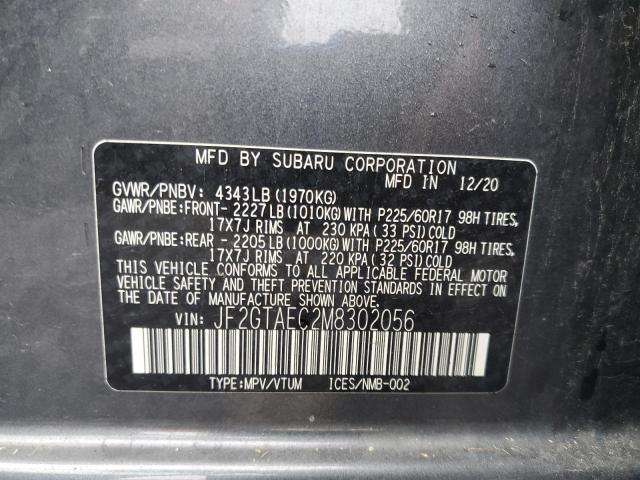 MFD BY SUBARU CORPORATION
MFD IN 12/20
GVWR/PNBV: 4343LB (1970KG)
GAWR/PNBE:FRONT- 2227LB (1010KG) WITH P225/60R17 98H TIRES,
17X7J RIMS AT 230 KPA (33 PSI) COLD
GAWR/PNBE:REAR - 2205LB (1000KG) WITH P225/60R17 98H TIRES,
17X7J RIMS AT 220 KPA (32 PSI) COLD
THIS VEHICLE CONFORMS TO ALL APPLICABLE FEDERAL MOTOR
VEHICLE SAFETY AND THEFT PREVENTION STANDARDS IN EFFECT
ON THE DATE OF MANUFACTURE SHOWN ABOVE.
VIN: JF2GTAEC2M8302056
TYPE:MPV/VTUM ICES/NMB-002